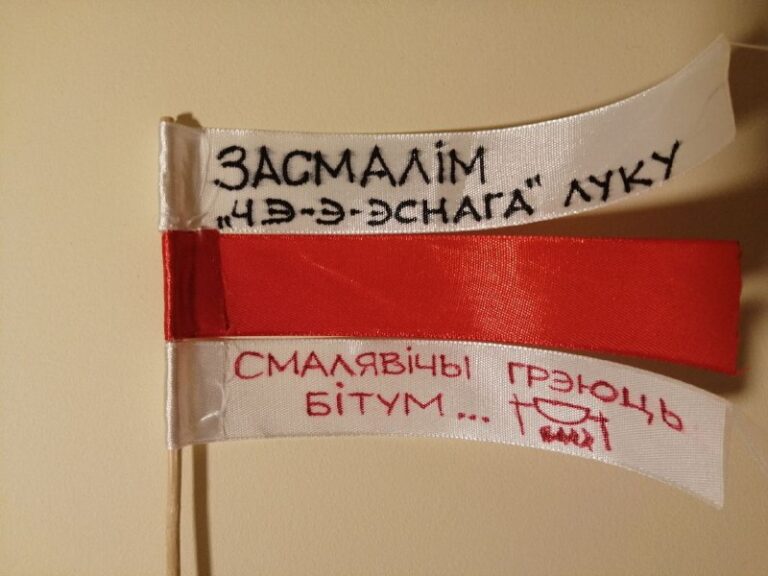 ЗАСМАЛІМ
„ЧЭ-Э-ЭСНАГА“ ЛУКУ
СМАЛЯВІЧЫ ГРЭЮЦЬ
БІТУМ...